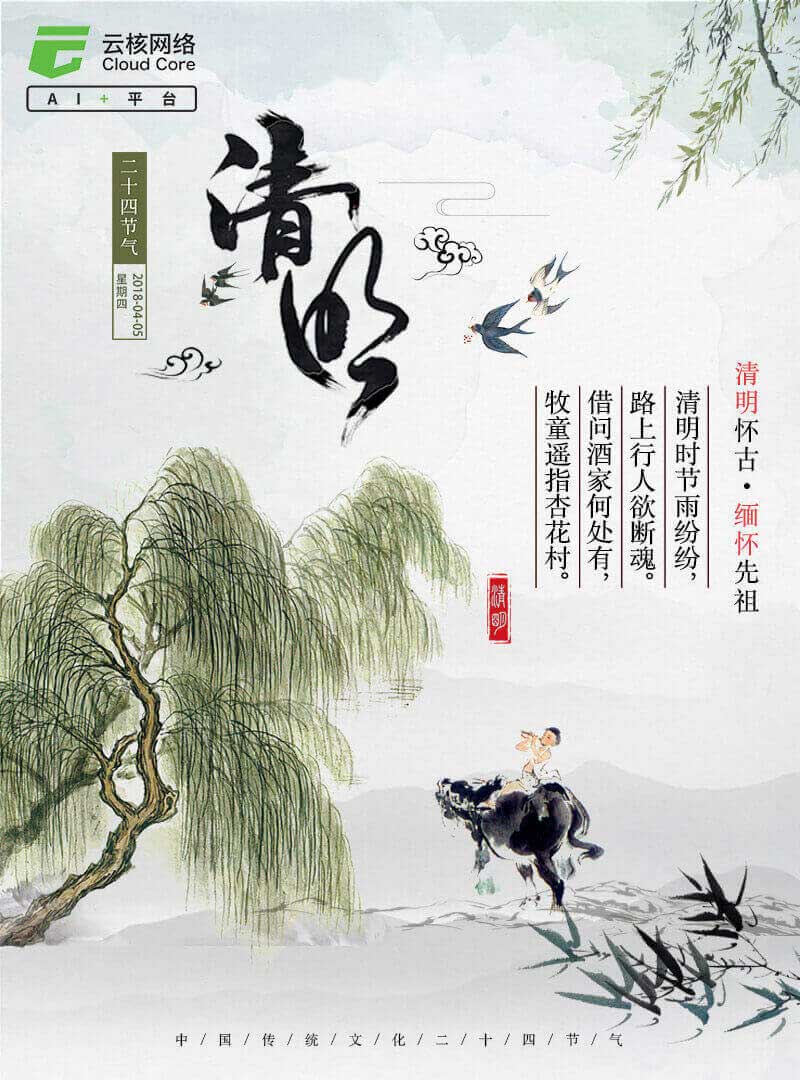 云核网络
Cloud Core
AI+平台
清明
二十四节气
2018-04-05
星期四
清明怀古·缅怀先祖
清明时节雨纷纷，
路上行人欲断魂。
借问酒家何处有，
牧童遥指杏花村。
清明
中/国/传/统/文/化/二/十/四/节/气